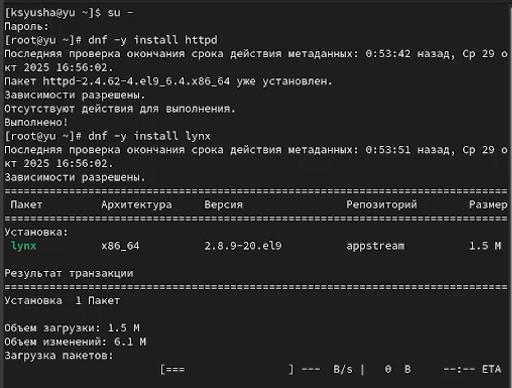 [ksyusha@yu ~]$ su -
Пароль:
[root@yu ~]# dnf -y install httpd
Последняя проверка окончания срока действия метаданных: 0:53:42 назад, Ср 29 о
кт 2025 16:56:02.
Пакет httpd-2.4.62-4.el9_6.4.x86_64 уже установлен.
Зависимости разрешены.
Отсутствуют действия для выполнения.
Выполнено!
[root@yu ~]# dnf -y install lynx
Последняя проверка окончания срока действия метаданных: 0:53:51 назад, Ср 29 о
кт 2025 16:56:02.
Зависимости разрешены.
================================================================================
Пакет Архитектура Версия Репозиторий Размер
================================================================================
Установка:
lynx x86_64 2.8.9-20.el9 appstream 1.5 M

Результат транзакции
================================================================================
Установка 1 Пакет

Объем загрузки: 1.5 M
Объем изменений: 6.1 M
Загрузка пакетов:
[=== ] --- B/s | 0 B --:-- ETA